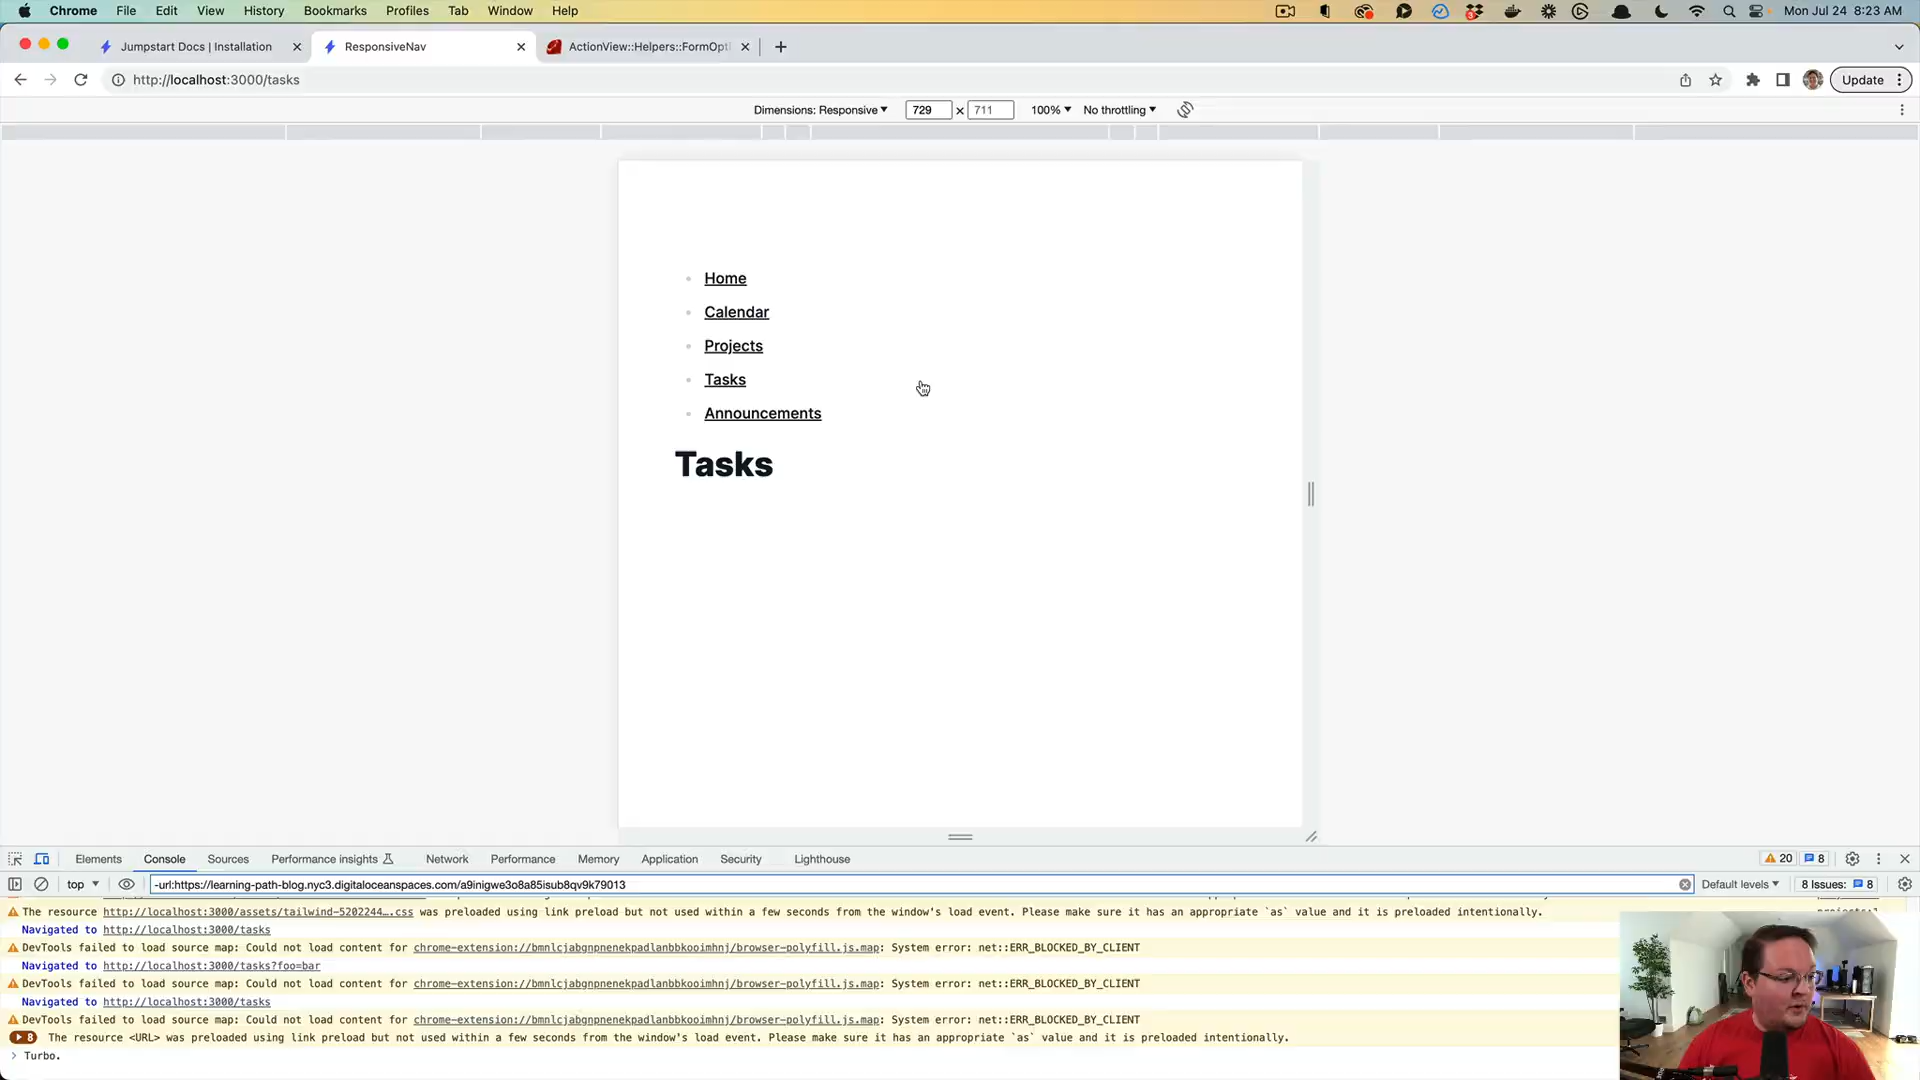 Chrome File Edit View History Bookmarks Profiles Tab Window Help Mon Jul 24 8:23 AM
Jumpstart Docs | Installation ResponsiveNav ActionView::Helpers::FormOpt
http://localhost:3000/tasks Update
Dimensions: Responsive 729 × 711 100% No throttling
Home
Calendar
Projects
Tasks
Announcements
Tasks
Elements Console Sources Performance insights Network Performance Memory Application Security Lighthouse 20 8
top -url:https://learning-path-blog.nyc3.digitaloceanspaces.com/a9inigwe3o8a85isub8qv9k79013 Default levels 8 Issues: 8
The resource http://localhost:3000/assets/tailwind-5202244….css was preloaded using link preload but not used within a few seconds from the window's load event. Please make sure it has an appropriate `as` value and it is preloaded intentionally.
Navigated to http://localhost:3000/tasks
DevTools failed to load source map: Could not load content for chrome-extension://bmnlcjabgnpnenekpadlanbbkooimhnj/browser-polyfill.js.map: System error: net::ERR_BLOCKED_BY_CLIENT
Navigated to http://localhost:3000/tasks?foo=bar
DevTools failed to load source map: Could not load content for chrome-extension://bmnlcjabgnpnenekpadlanbbkooimhnj/browser-polyfill.js.map: System error: net::ERR_BLOCKED_BY_CLIENT
Navigated to http://localhost:3000/tasks
DevTools failed to load source map: Could not load content for chrome-extension://bmnlcjabgnpnenekpadlanbbkooimhnj/browser-polyfill.js.map: System error: net::ERR_BLOCKED_BY_CLIENT
8 The resource <URL> was preloaded using link preload but not used within a few seconds from the window's load event. Please make sure it has an appropriate `as` value and it is preloaded intentionally.
> Turbo.